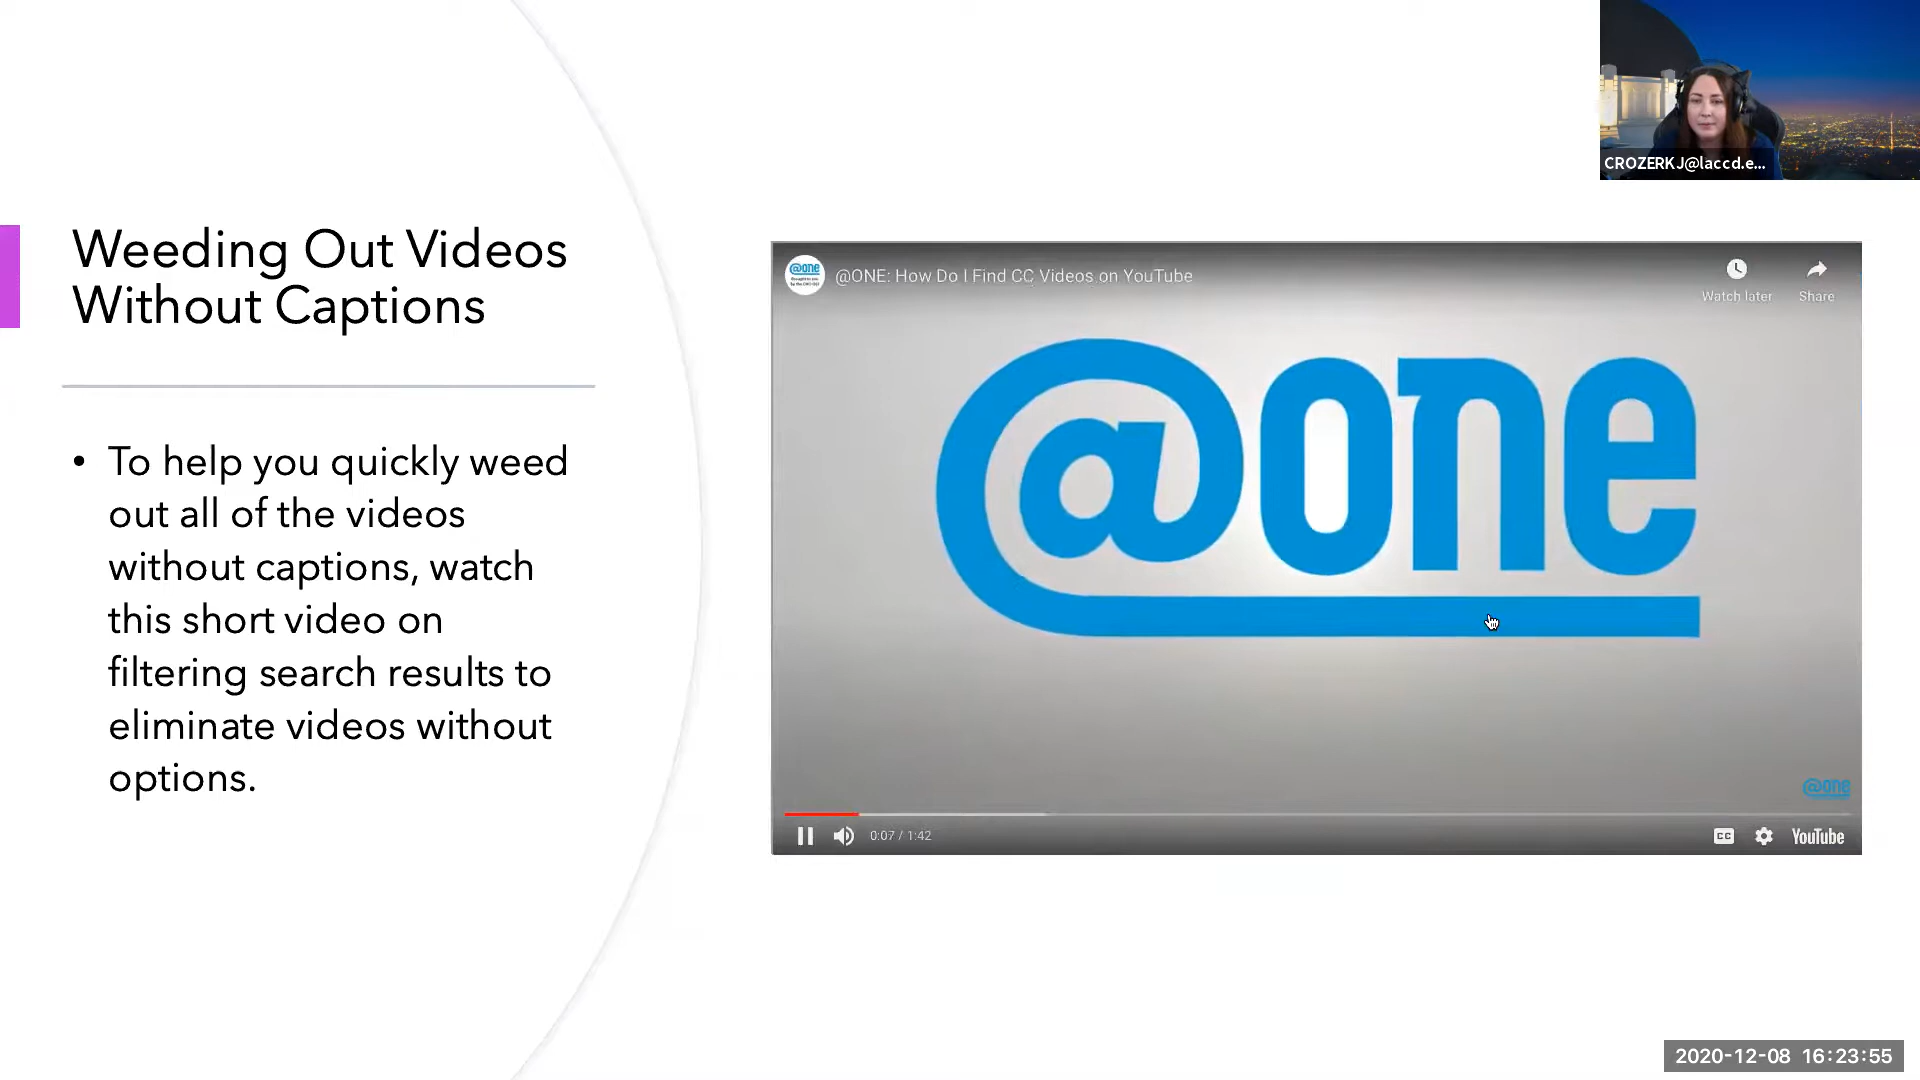 CROZERKJ@laccd.e...
Weeding Out Videos
Without Captions
• To help you quickly weed
out all of the videos
without captions, watch
this short video on
filtering search results to
eliminate videos without
options.
@one
@ONE: How Do I Find CC Videos on YouTube
Watch later
Share
@one
@one
0:07 / 1:42
CC
YouTube
2020-12-08 16:23:55